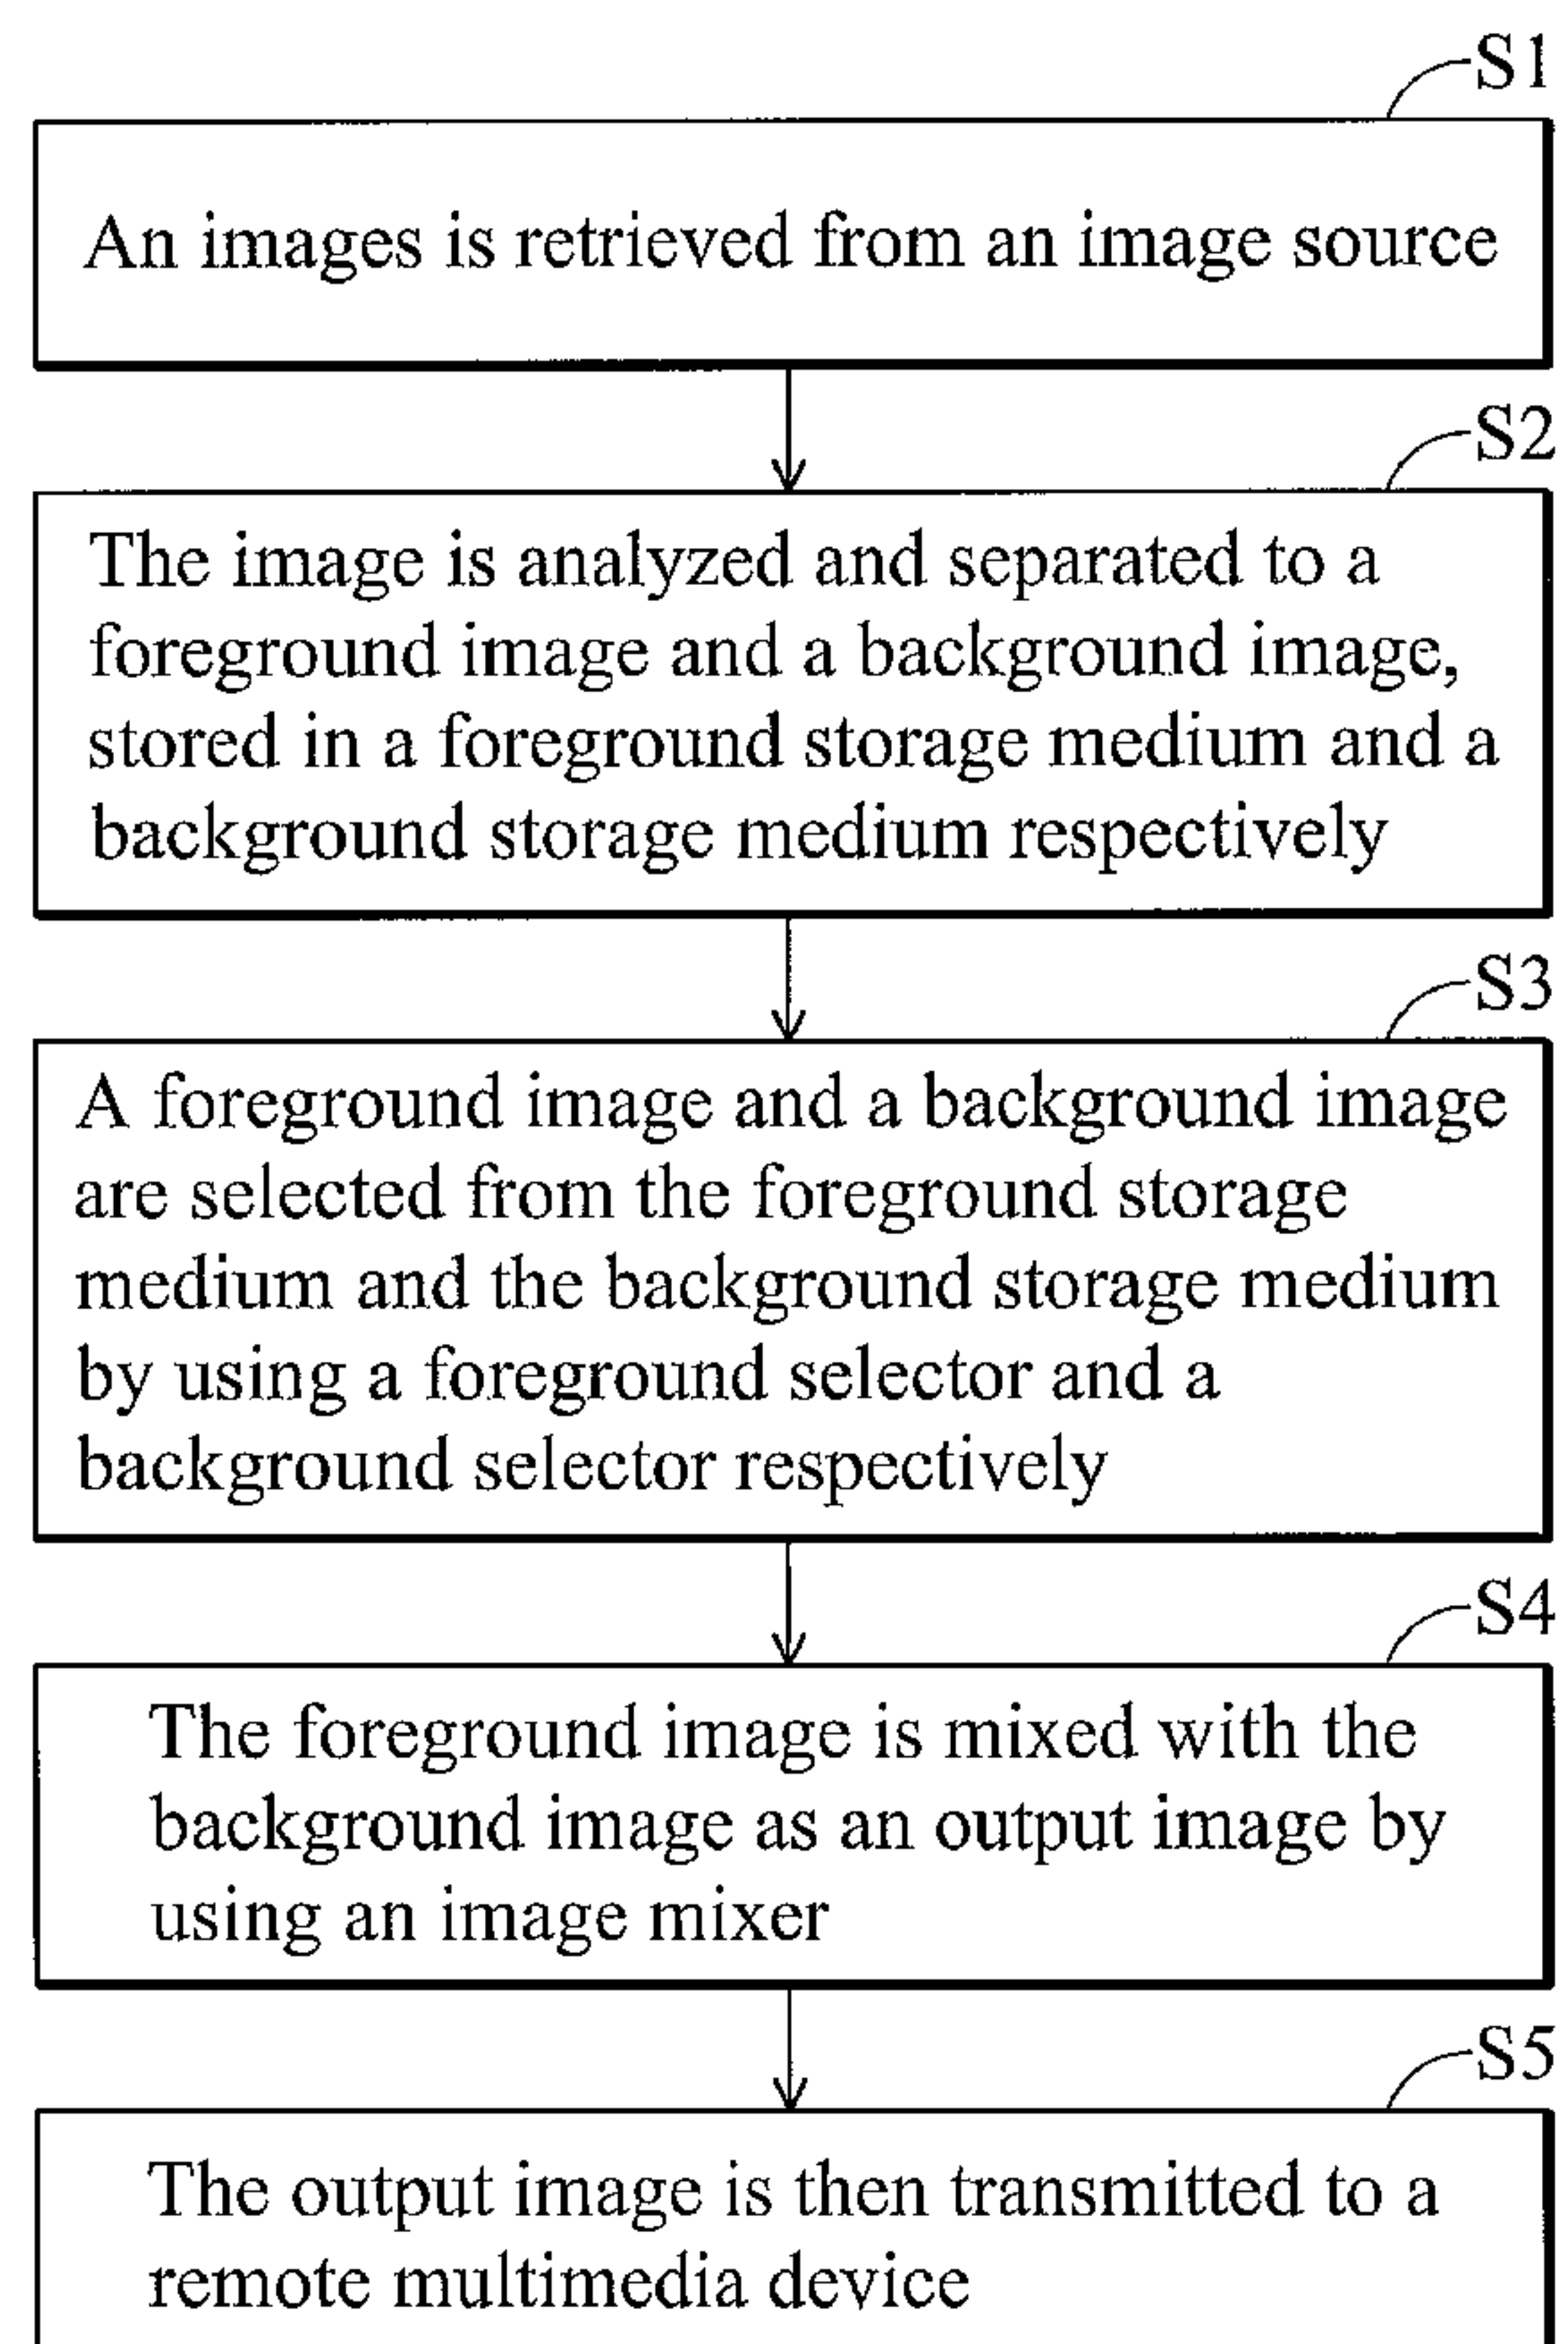 S1
An images is retrieved from an image source
S2
The image is analyzed and separated to a
foreground image and a background image,
stored in a foreground storage medium and a
background storage medium respectively
S3
A foreground image and a background image
are selected from the foreground storage
medium and the background storage medium
by using a foreground selector and a
background selector respectively
S4
The foreground image is mixed with the
background image as an output image by
using an image mixer
S5
The output image is then transmitted to a
remote multimedia device